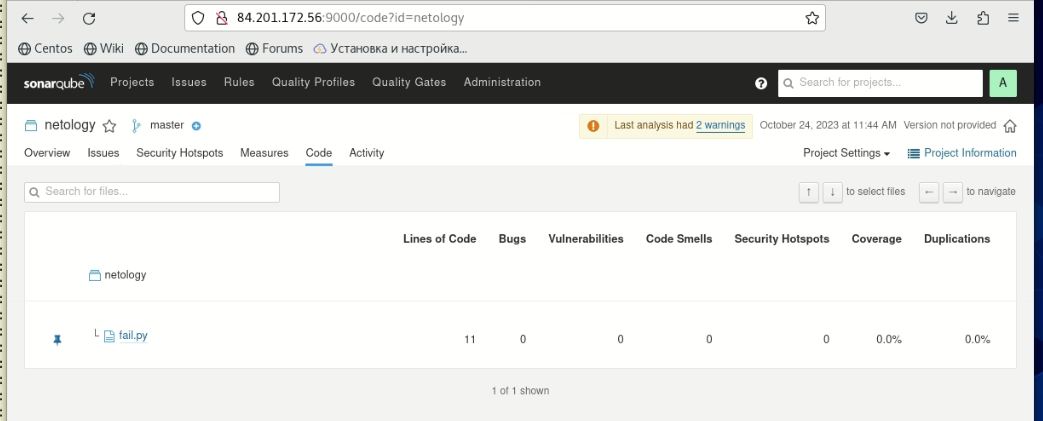 84.201.172.56:9000/code?id=netology
Centos Wiki Documentation Forums Установка и настройка...
sonarqube Projects Issues Rules Quality Profiles Quality Gates Administration ? Search for projects... A
netology master Last analysis had 2 warnings October 24, 2023 at 11:44 AM Version not provided
Overview Issues Security Hotspots Measures Code Activity Project Settings Project Information
Search for files... ↑ ↓ to select files ← → to navigate
Lines of Code Bugs Vulnerabilities Code Smells Security Hotspots Coverage Duplications
netology
fail.py 11 0 0 0 0 0.0% 0.0%
1 of 1 shown